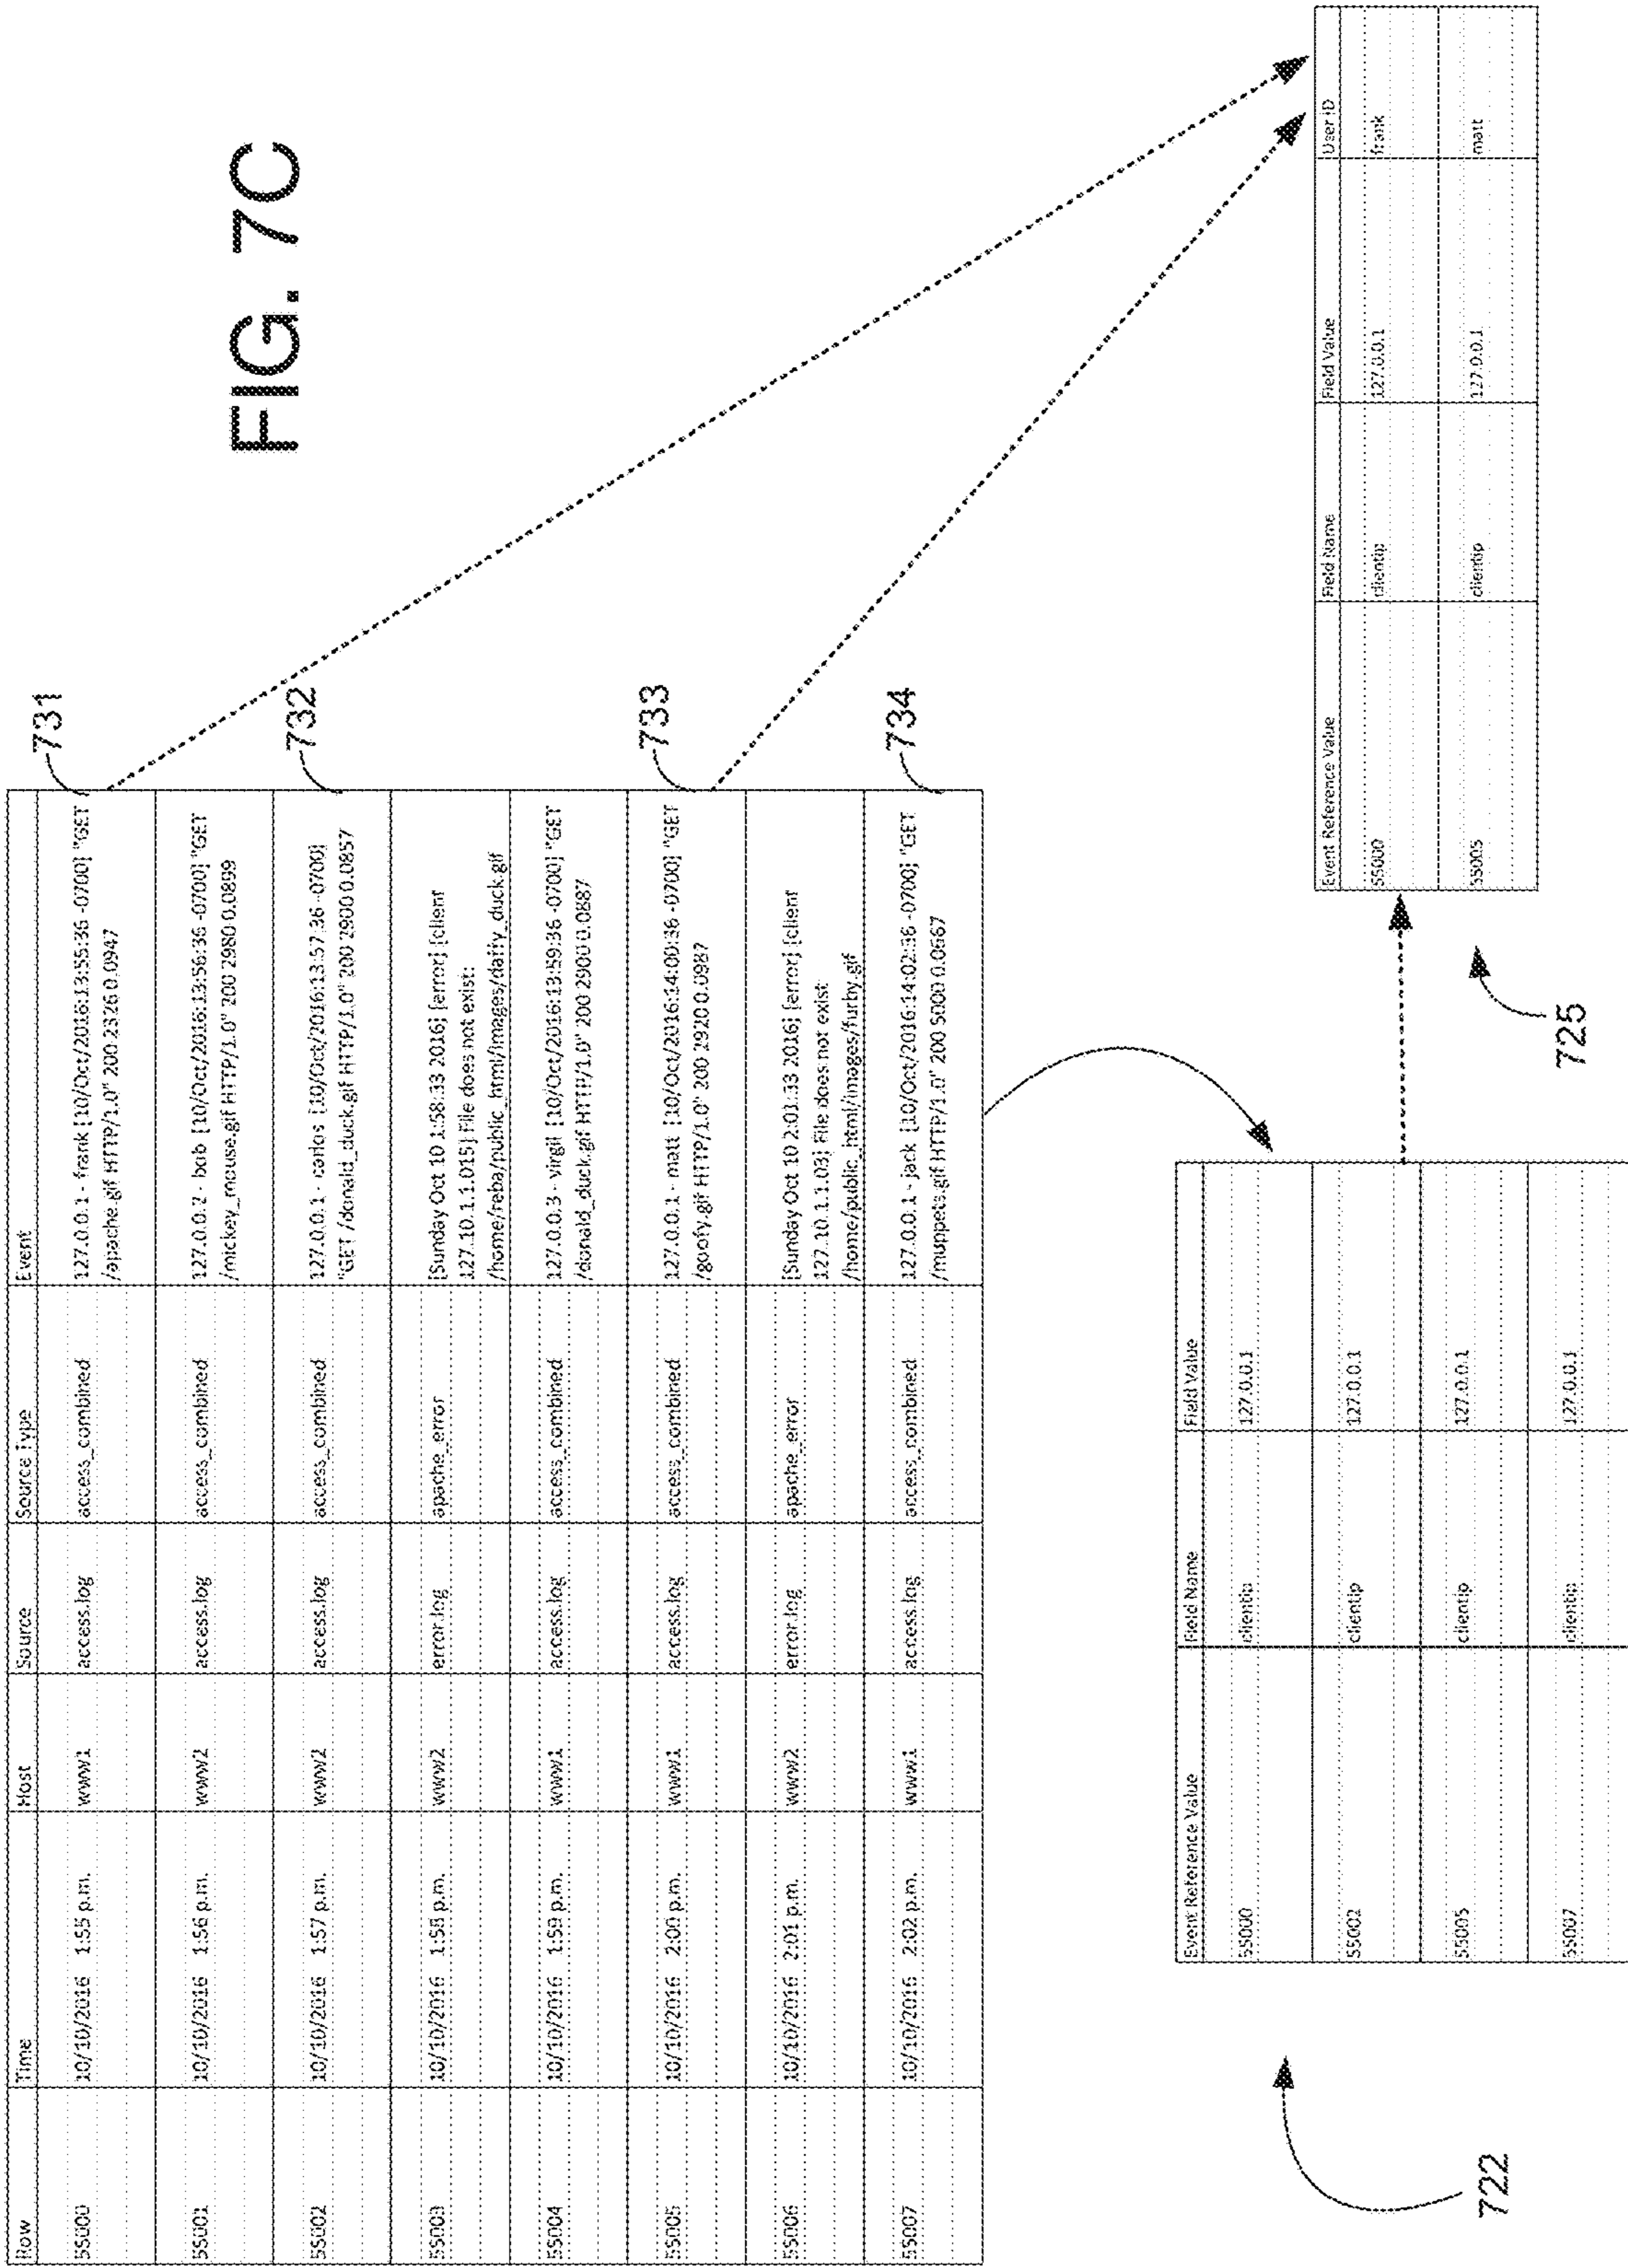 FIG. 7C
Row Time Host Source Source Type Event
55000 10/10/2016 1:55 p.m. www1 access.log access_combined 127.0.0.1 - frank [10/Oct/2016:13:55:36 -0700] "GET
/apache.gif HTTP/1.0" 200 2326 0.0947
731
55001 10/10/2016 1:56 p.m. www2 access.log access_combined 127.0.0.2 - bob [10/Oct/2016:13:56:36 -0700] "GET
/mickey_mouse.gif HTTP/1.0" 200 2980 0.0899
55002 10/10/2016 1:57 p.m. www2 access.log access_combined 127.0.0.1 - carlos [10/Oct/2016:13:57:36 -0700]
"GET /donald_duck.gif HTTP/1.0" 200 2900 0.0857
732
55003 10/10/2016 1:58 p.m. www2 error.log apache_error [Sunday Oct 10 1:58:33 2016] [error] [client
127.10.1.1.015] File does not exist:
/home/reba/public_html/images/daffy_duck.gif
55004 10/10/2016 1:59 p.m. www1 access.log access_combined 127.0.0.3 - virgil [10/Oct/2016:13:59:36 -0700] "GET
/donald_duck.gif HTTP/1.0" 200 2900 0.0887
55005 10/10/2016 2:00 p.m. www1 access.log access_combined 127.0.0.1 - matt [10/Oct/2016:14:00:36 -0700] "GET
/goofy.gif HTTP/1.0" 200 2920 0.0987
733
55006 10/10/2016 2:01 p.m. www2 error.log apache_error [Sunday Oct 10 2:01:33 2016] [error] [client
127.10.1.1.03] File does not exist:
/home/public_html/images/furby.gif
55007 10/10/2016 2:02 p.m. www1 access.log access_combined 127.0.0.1 - jack [10/Oct/2016:14:02:36 -0700] "GET
/muppets.gif HTTP/1.0" 200 5000 0.0667
734
722
Event Reference Value Field Name Field Value
55000 clientip 127.0.0.1
55002 clientip 127.0.0.1
55005 clientip 127.0.0.1
55007 clientip 127.0.0.1
725
Event Reference Value Field Name Field Value User ID
55000 clientip 127.0.0.1 frank
55005 clientip 127.0.0.1 matt